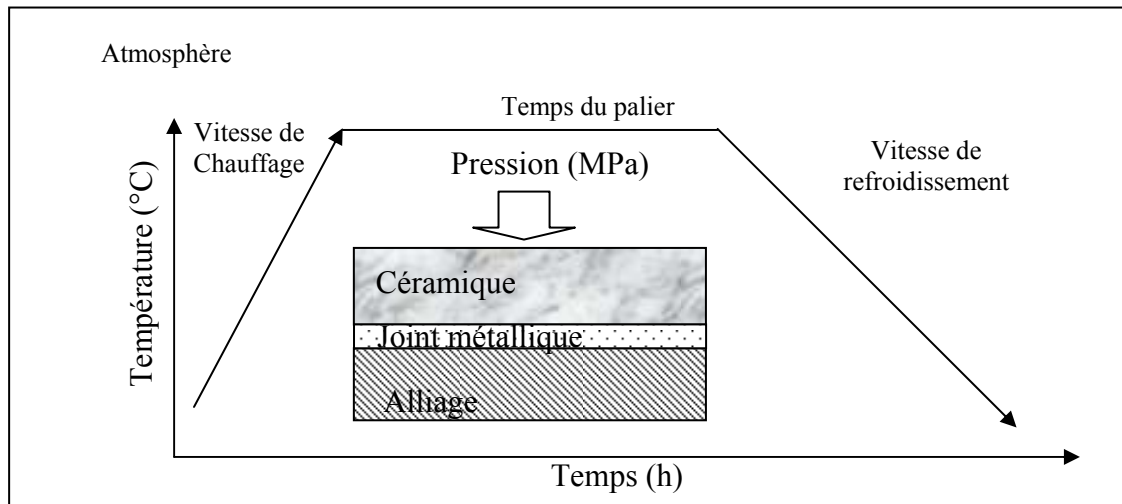 Atmosphère
Temps du palier
Vitesse de
Chauffage
Pression (MPa)
Vitesse de
refroidissement
Température (°C)
Céramique
Joint métallique
Alliage
Temps (h)